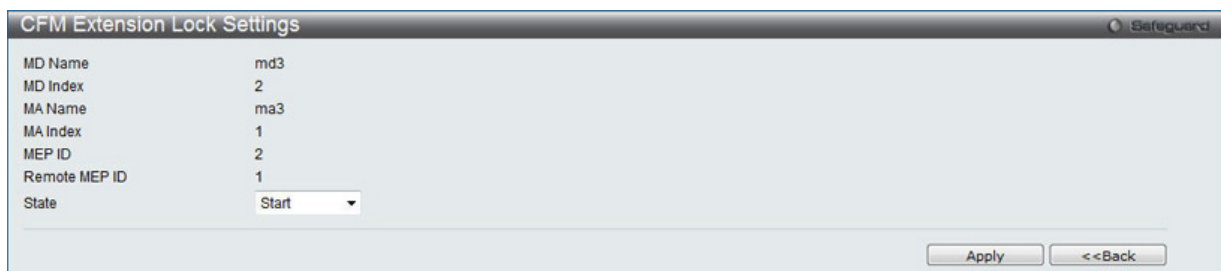 CFM Extension Lock Settings
Safeguard
MD Name md3
MD Index 2
MA Name ma3
MA Index 1
MEP ID 2
Remote MEP ID 1
State Start
Apply <<Back